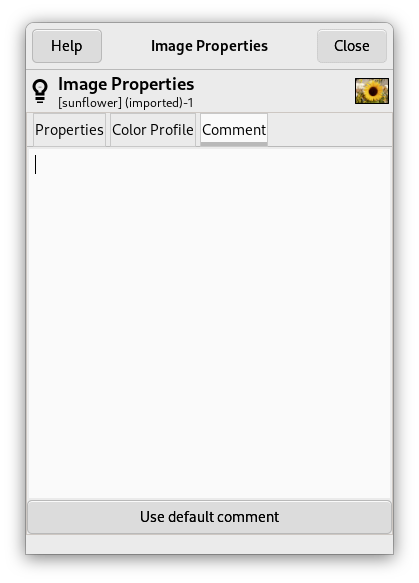 Help Image Properties Close
Image Properties
[sunflower] (imported)-1
Properties Color Profile Comment
Use default comment